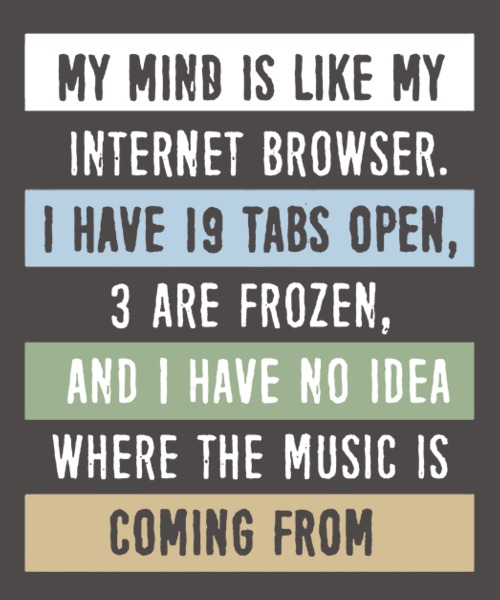 MY MIND IS LIKE MY
INTERNET BROWSER.
I HAVE 19 TABS OPEN,
3 ARE FROZEN,
AND I HAVE NO IDEA
WHERE THE MUSIC IS
COMING FROM